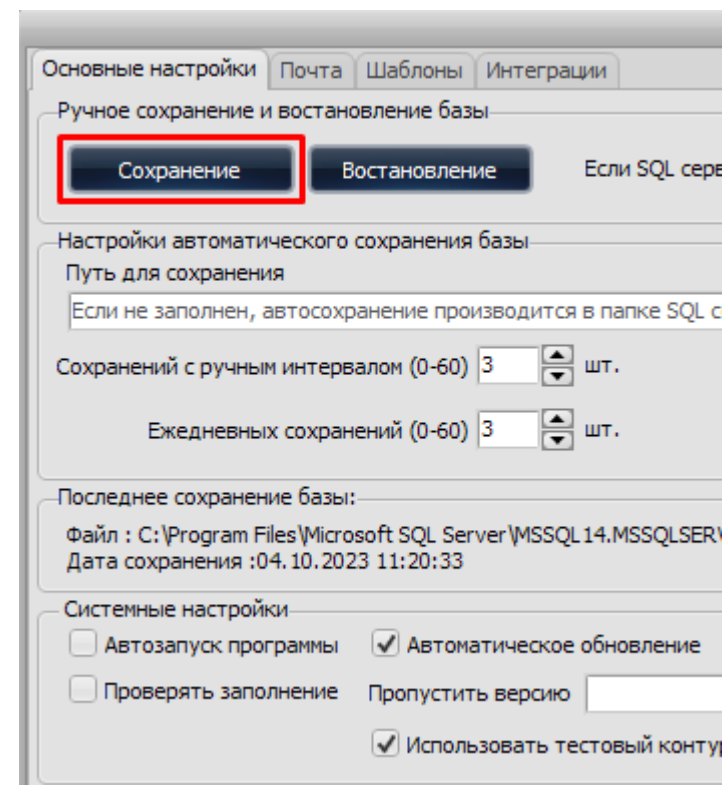 Основные настройки Почта Шаблоны Интеграции
Ручное сохранение и востановление базы
Сохранение Востановление Если SQL серв
Настройки автоматического сохранения базы
Путь для сохранения
Если не заполнен, автосохранение производится в папке SQL с
Сохранений с ручным интервалом (0-60) 3 шт.
Ежедневных сохранений (0-60) 3 шт.
Последнее сохранение базы:
Файл : C:\Program Files\Microsoft SQL Server\MSSQL14.MSSQLSERV
Дата сохранения :04.10.2023 11:20:33
Системные настройки
Автозапуск программы Автоматическое обновление
Проверять заполнение Пропустить версию
Использовать тестовый контур